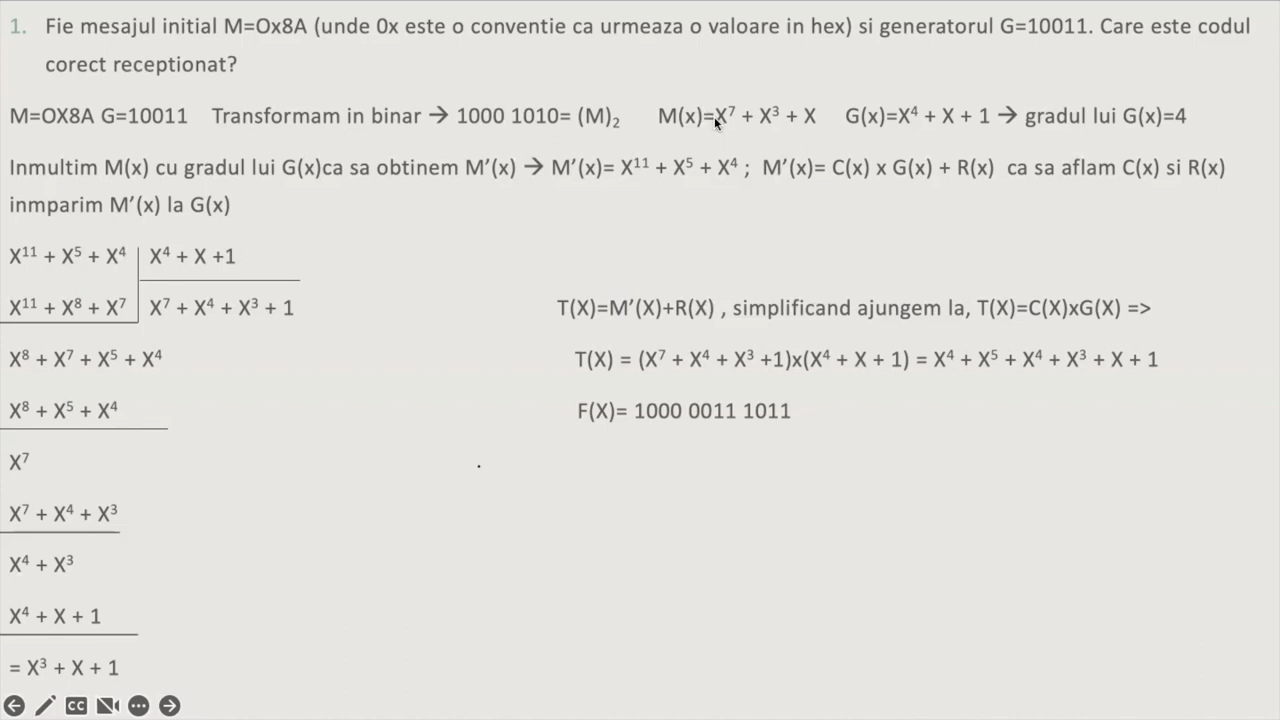 1. Fie mesajul initial M=Ox8A (unde 0x este o conventie ca urmeaza o valoare in hex) si generatorul G=10011. Care este codul
corect receptionat?
M=OX8A G=10011 Transformam in binar → 1000 1010= (M)₂ M(x)=X⁷ + X³ + X G(x)=X⁴ + X + 1 → gradul lui G(x)=4
Inmultim M(x) cu gradul lui G(x)ca sa obtinem M’(x) → M’(x)= X¹¹ + X⁵ + X⁴ ; M’(x)= C(x) x G(x) + R(x) ca sa aflam C(x) si R(x)
inmparim M’(x) la G(x)
X¹¹ + X⁵ + X⁴ X⁴ + X +1
X¹¹ + X⁸ + X⁷ X⁷ + X⁴ + X³ + 1 T(X)=M’(X)+R(X) , simplificand ajungem la, T(X)=C(X)xG(X) =>
X⁸ + X⁷ + X⁵ + X⁴ T(X) = (X⁷ + X⁴ + X³ +1)x(X⁴ + X + 1) = X⁴ + X⁵ + X⁴ + X³ + X + 1
X⁸ + X⁵ + X⁴ F(X)= 1000 0011 1011
X⁷
X⁷ + X⁴ + X³
X⁴ + X³
X⁴ + X + 1
= X³ + X + 1
CC